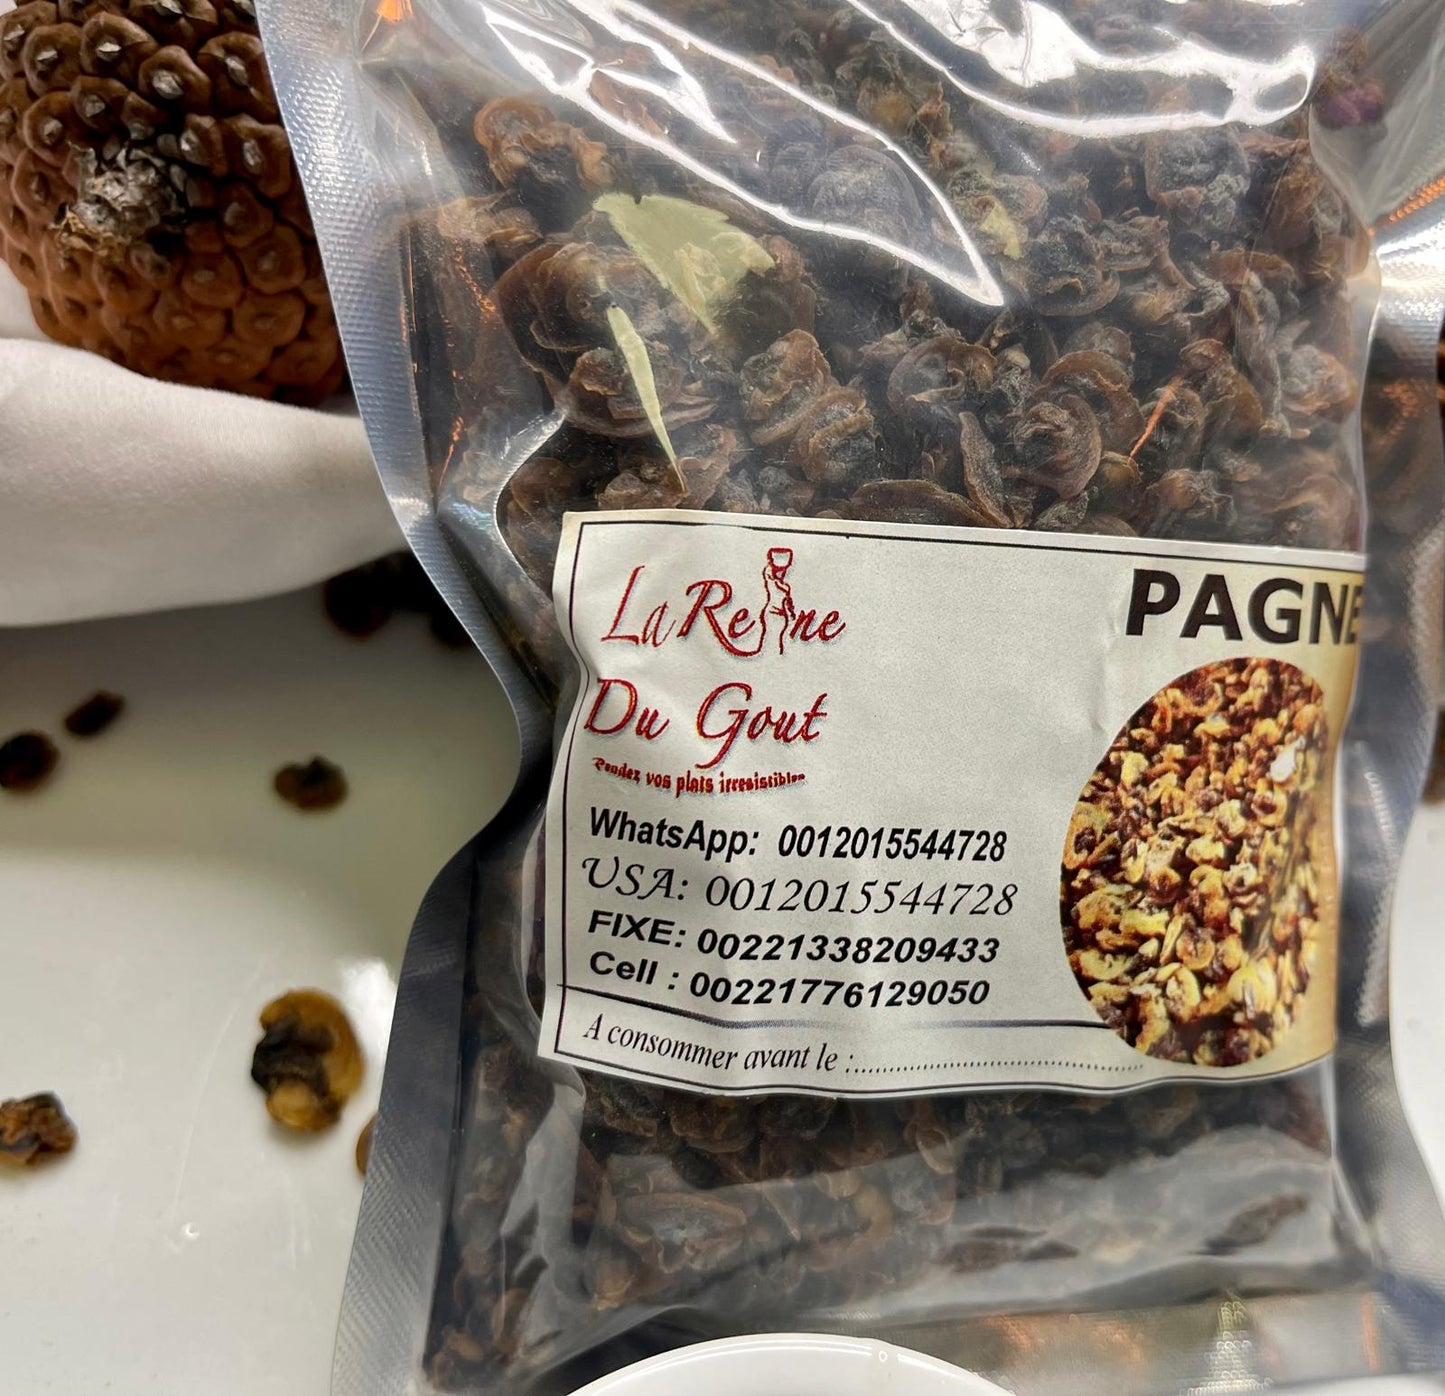 La Reine
Du Gout
Rendez vos plats irresistibles
WhatsApp: 0012015544728
USA: 0012015544728
FIXE: 00221338209433
Cell : 00221776129050
A consommer avant le :
PAGNE